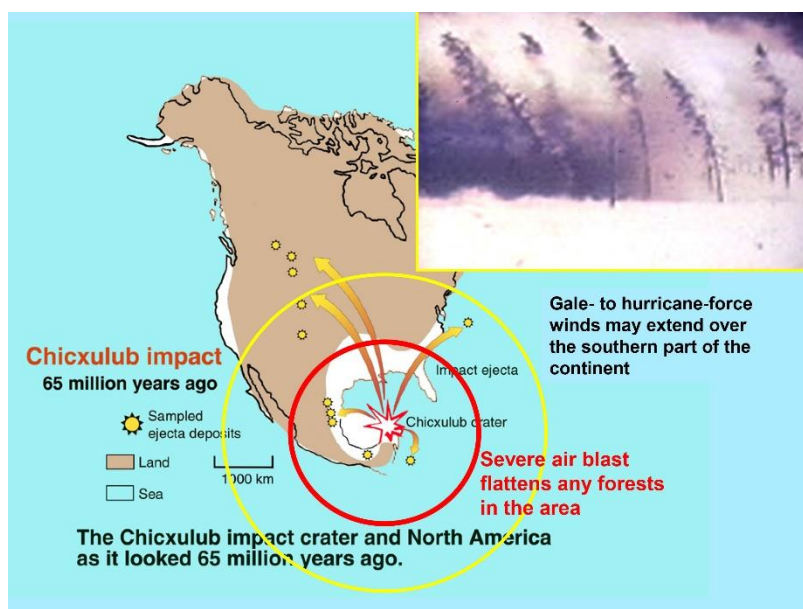 Gale- to hurricane-force
winds may extend over
the southern part of the
continent
Chicxulub impact
65 million years ago
Impact ejecta
Sampled
ejecta deposits
Chicxulub crater
Land
Sea
1000 km
Severe air blast
flattens any forests
in the area
The Chicxulub impact crater and North America
as it looked 65 million years ago.